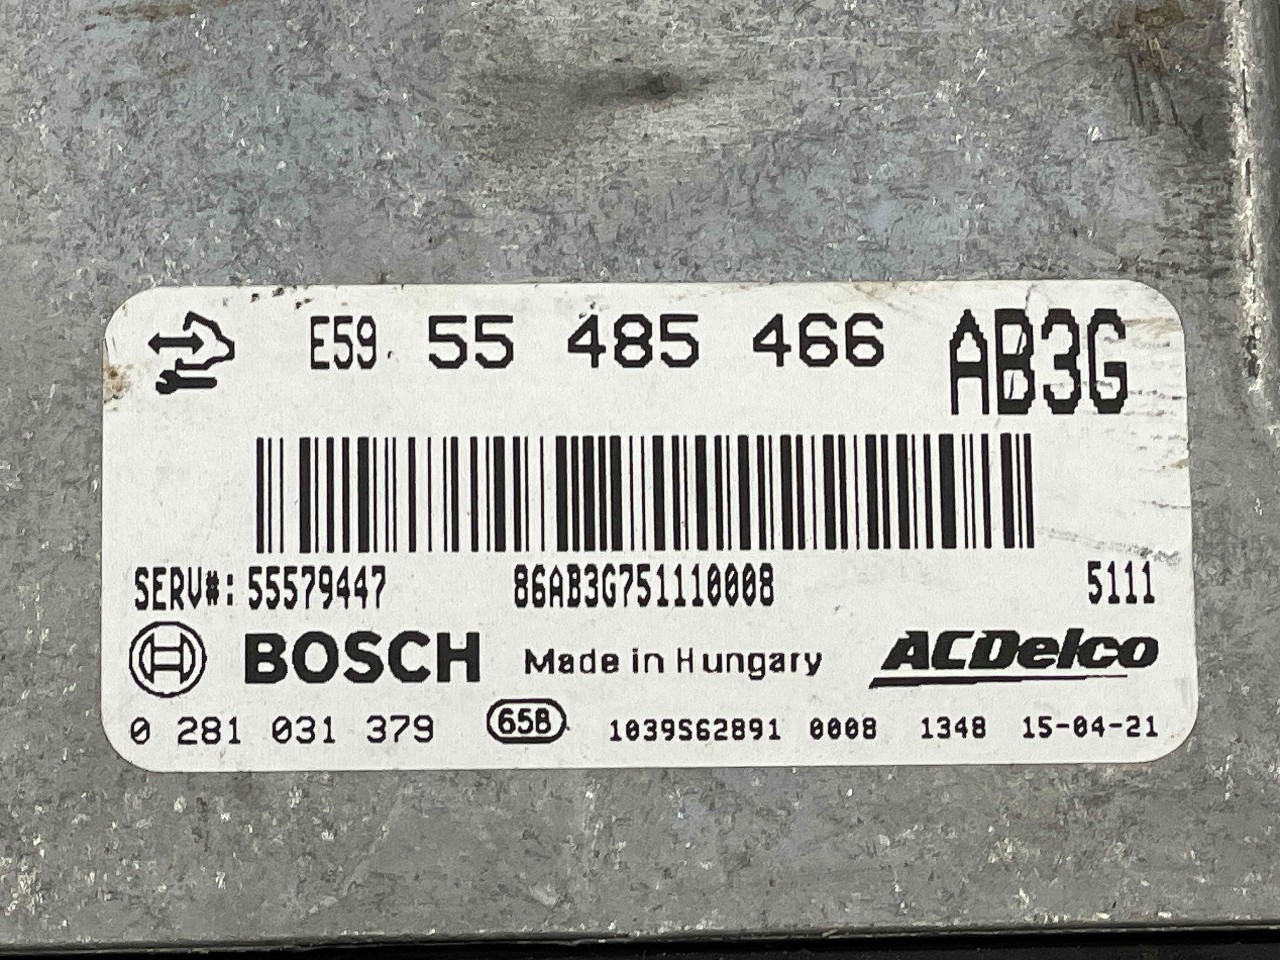 E59 55 485 466 AB3G
SERV#: 55579447 86AB3G751110008 5111
BOSCH Made in Hungary ACDelco
0 281 031 379 65B 1039S62891 0008 1348 15-04-21